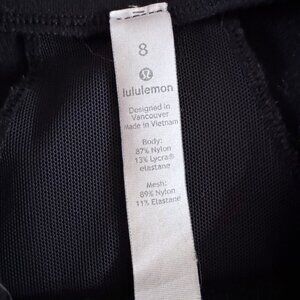 8
lululemon
Designed in
Vancouver
Made in Vietnam
Body:
87% Nylon
13% Lycra®
elastane
Mesh:
89% Nylon
11% Elastane